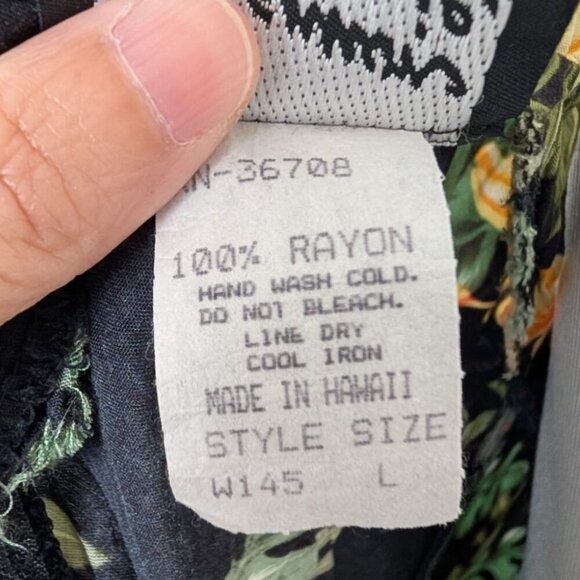 RN-36708
100% RAYON
HAND WASH COLD.
DO NOT BLEACH.
LINE DRY
COOL IRON
MADE IN HAWAII
STYLE SIZE
W145 L